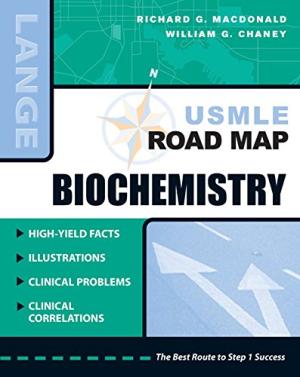 LANGE
RICHARD G. MACDONALD
WILLIAM G. CHANEY
N
USMLE
ROAD MAP
BIOCHEMISTRY
HIGH-YIELD FACTS
ILLUSTRATIONS
CLINICAL PROBLEMS
CLINICAL
CORRELATIONS
The Best Route to Step 1 Success